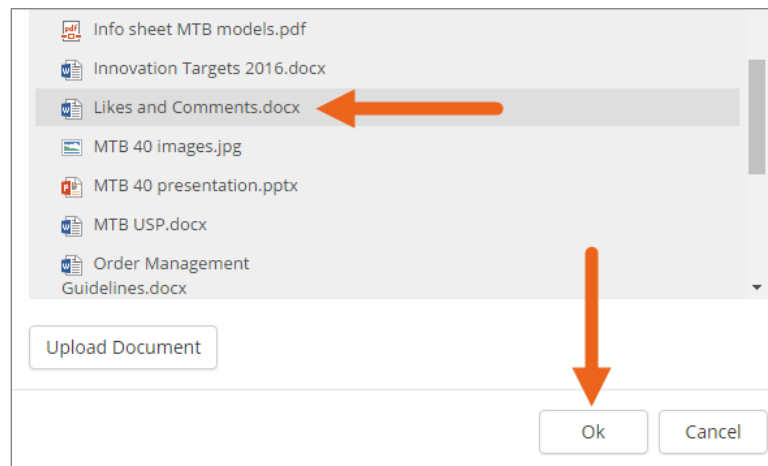 Info sheet MTB models.pdf
Innovation Targets 2016.docx
Likes and Comments.docx
MTB 40 images.jpg
MTB 40 presentation.pptx
MTB USP.docx
Order Management
Guidelines.docx
Upload Document
Ok
Cancel